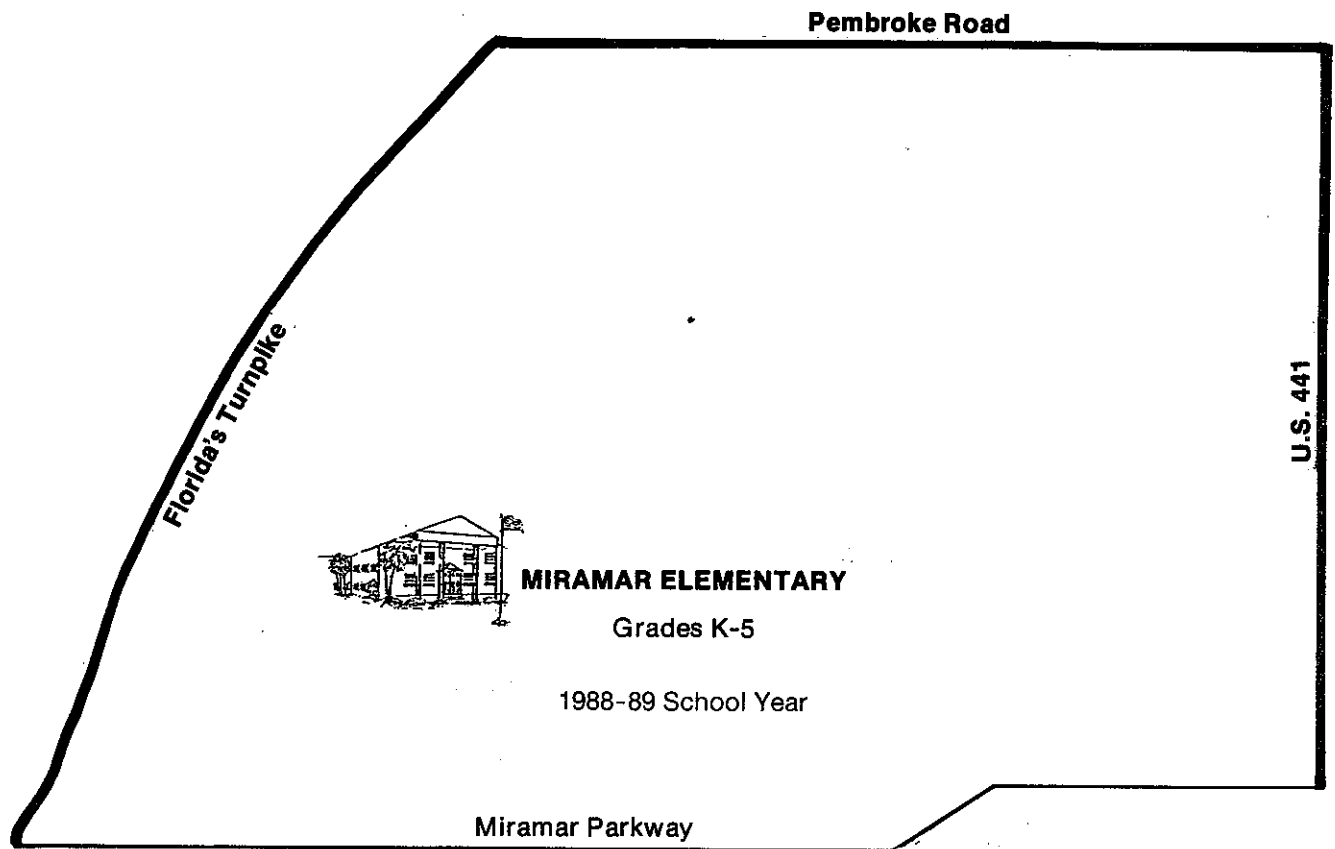 Pembroke Road
Florida's Turnpike
U.S. 441
MIRAMAR ELEMENTARY
Grades K-5
1988-89 School Year
Miramar Parkway